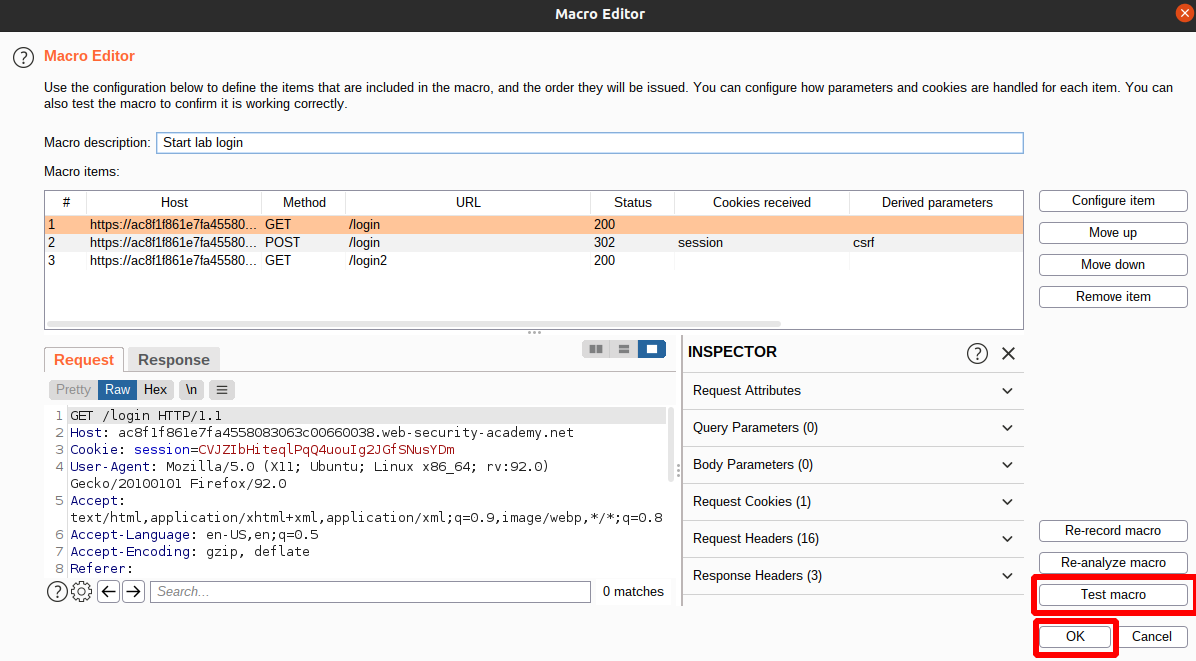 Macro Editor
Macro Editor
Use the configuration below to define the items that are included in the macro, and the order they will be issued. You can configure how parameters and cookies are handled for each item. You can
also test the macro to confirm it is working correctly.
Macro description: Start lab login
Macro items:
# Host Method URL Status Cookies received Derived parameters
1 https://ac8f1f861e7fa45580... GET /login 200
2 https://ac8f1f861e7fa45580... POST /login 302 session csrf
3 https://ac8f1f861e7fa45580... GET /login2 200
Configure item
Move up
Move down
Remove item
Request Response
Pretty Raw Hex \n
1 GET /login HTTP/1.1
2 Host: ac8f1f861e7fa4558083063c00660038.web-security-academy.net
3 Cookie: session=CVJZIbHiteqlPqQ4uouIg2JGfSNusYDm
4 User-Agent: Mozilla/5.0 (X11; Ubuntu; Linux x86_64; rv:92.0)
Gecko/20100101 Firefox/92.0
5 Accept:
text/html,application/xhtml+xml,application/xml;q=0.9,image/webp,*/*;q=0.8
6 Accept-Language: en-US,en;q=0.5
7 Accept-Encoding: gzip, deflate
8 Referer:
Search... 0 matches
INSPECTOR
Request Attributes
Query Parameters (0)
Body Parameters (0)
Request Cookies (1)
Request Headers (16)
Response Headers (3)
Re-record macro
Re-analyze macro
Test macro
OK Cancel